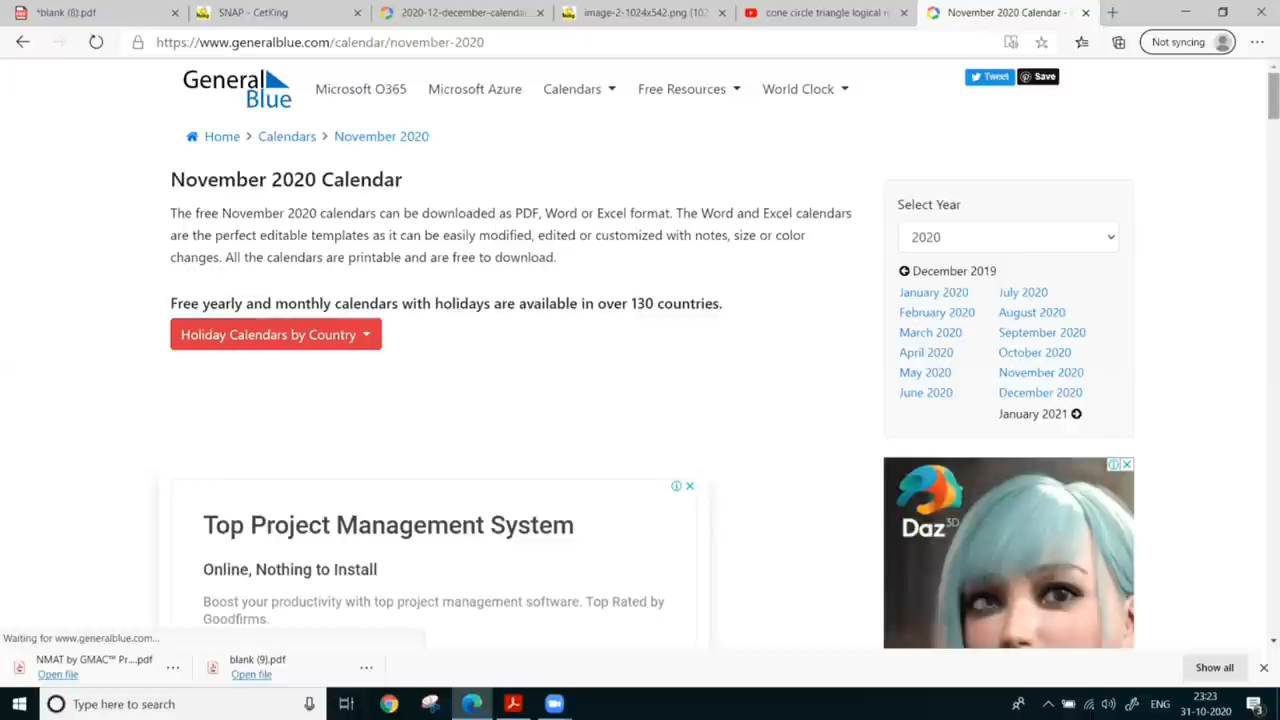 *blank (8).pdf
SNAP - CetKing
2020-12-december-calenda
image-2-1024x542.png (102
cone circle triangle logical r
November 2020 Calendar -
https://www.generalblue.com/calendar/november-2020
Not syncing
General
Blue
Microsoft O365
Microsoft Azure
Calendars
Free Resources
World Clock
Tweet
Save
Home > Calendars > November 2020
November 2020 Calendar
The free November 2020 calendars can be downloaded as PDF, Word or Excel format. The Word and Excel calendars
are the perfect editable templates as it can be easily modified, edited or customized with notes, size or color
changes. All the calendars are printable and are free to download.
Free yearly and monthly calendars with holidays are available in over 130 countries.
Holiday Calendars by Country
Select Year
2020
December 2019
January 2020
July 2020
February 2020
August 2020
March 2020
September 2020
April 2020
October 2020
May 2020
November 2020
June 2020
December 2020
January 2021
Top Project Management System
Online, Nothing to Install
Boost your productivity with top project management software. Top Rated by
Goodfirms.
Daz 3D
Waiting for www.generalblue.com...
NMAT by GMAC™ Pr....pdf
Open file
blank (9).pdf
Open file
Show all
Type here to search
ENG
23:23
31-10-2020
3